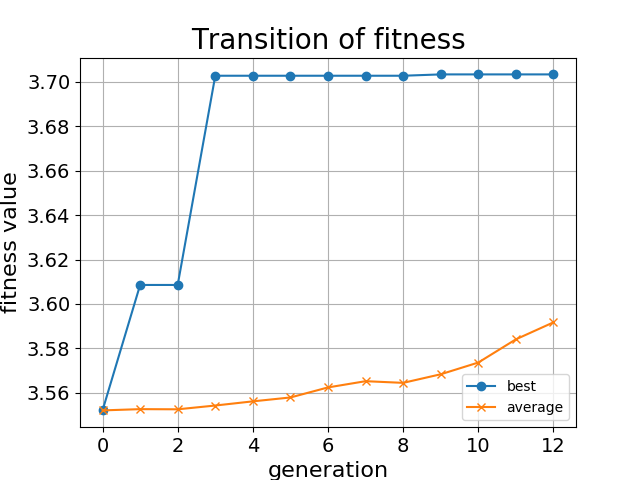 Transition of fitness
fitness value
3.70
3.68
3.66
3.64
3.62
3.60
3.58
3.56
0 2 4 6 8 10 12
generation
best
average